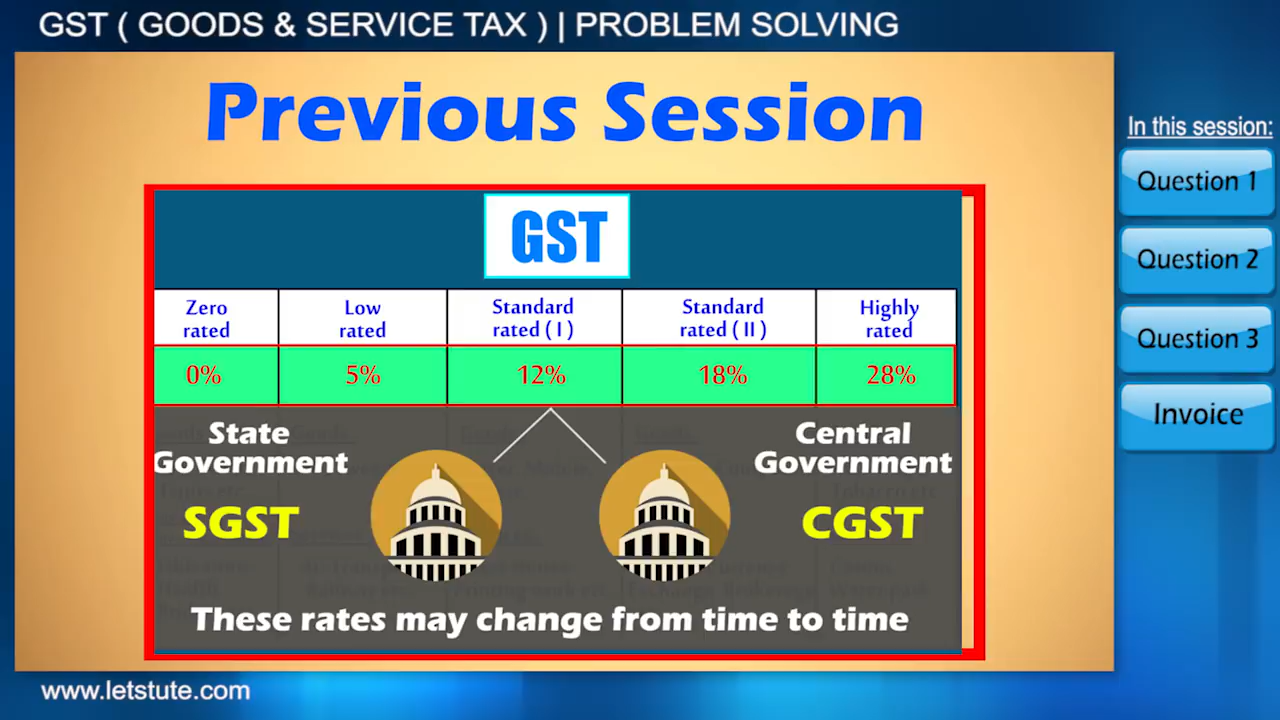 GST ( GOODS & SERVICE TAX ) | PROBLEM SOLVING
Previous Session
In this session:
Question 1
Question 2
Question 3
Invoice
GST
Zero rated
Low rated
Standard rated ( I )
Standard rated ( II )
Highly rated
0%
5%
12%
18%
28%
State
Government
SGST
Central
Government
CGST
These rates may change from time to time
www.letstute.com